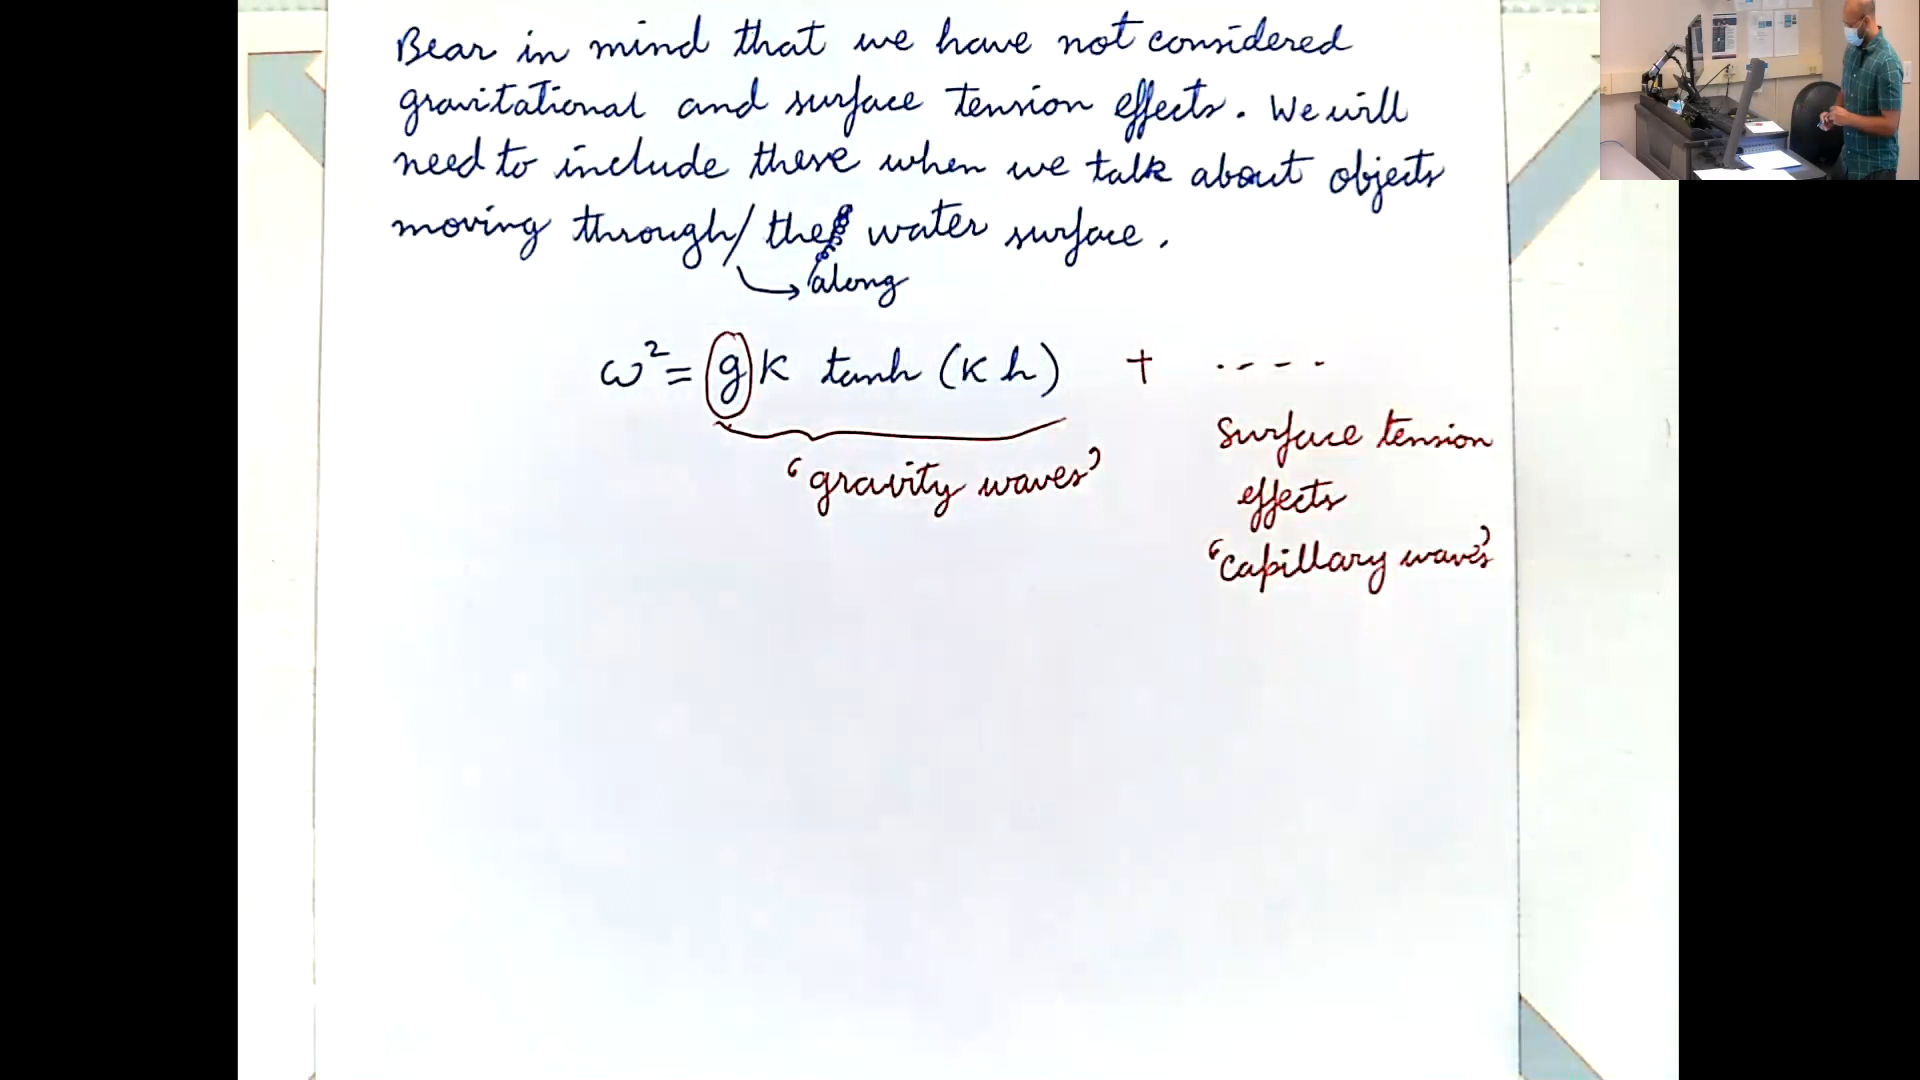 Bear in mind that we have not considered
gravitational and surface tension effects. We will
need to include these when we talk about objects
moving through/ the water surface.
along
ω² = gk tanh (kh) + ....
'gravity waves'
surface tension
effects
'capillary waves'